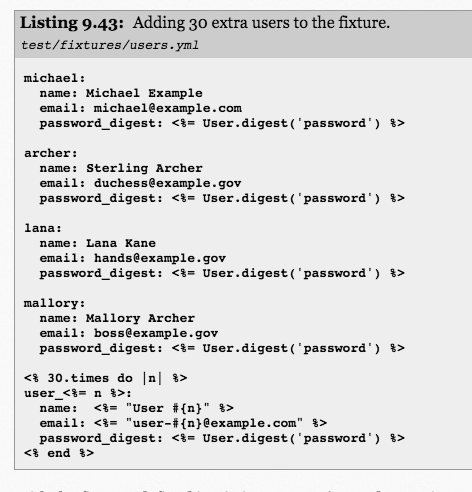 Listing 9.43: Adding 30 extra users to the fixture.
test/fixtures/users.yml
michael:
  name: Michael Example
  email: michael@example.com
  password_digest: <%= User.digest('password') %>

archer:
  name: Sterling Archer
  email: duchess@example.gov
  password_digest: <%= User.digest('password') %>

lana:
  name: Lana Kane
  email: hands@example.gov
  password_digest: <%= User.digest('password') %>

mallory:
  name: Mallory Archer
  email: boss@example.gov
  password_digest: <%= User.digest('password') %>

<% 30.times do |n| %>
user_<%= n %>:
  name:  <%= "User #{n}" %>
  email: <%= "user-#{n}@example.com" %>
  password_digest: <%= User.digest('password') %>
<% end %>